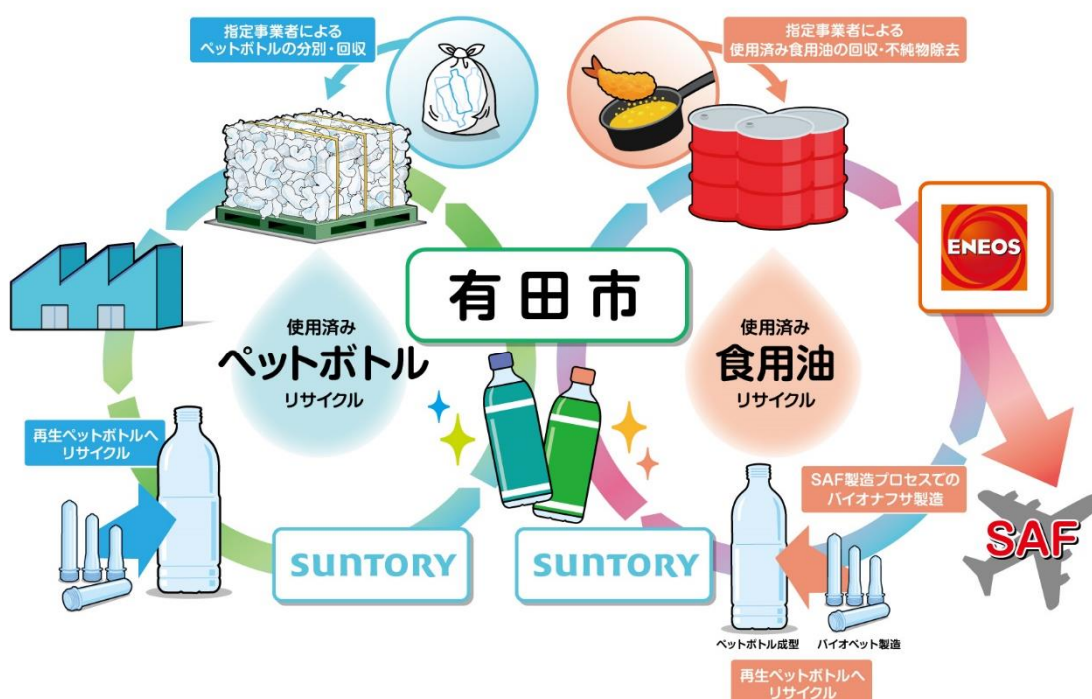 指定事業者による
ペットボトルの分別・回収
指定事業者による
使用済み食用油の回収・不純物除去
ENEOS
有田市
使用済み
ペットボトル
リサイクル
使用済み
食用油
リサイクル
再生ペットボトルへ
リサイクル
SAF製造プロセスでの
バイオナフサ製造
SAF
SUNTORY
SUNTORY
ペットボトル成型
バイオペット製造
再生ペットボトルへ
リサイクル